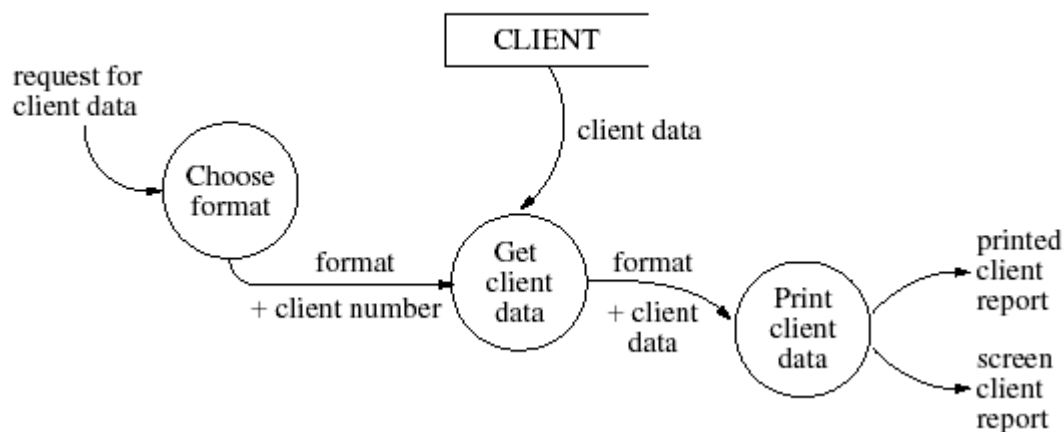 CLIENT
request for
client data
client data
Choose
format
format
+ client number
Get
client
data
format
+ client
data
Print
client
data
printed
client
report
screen
client
report